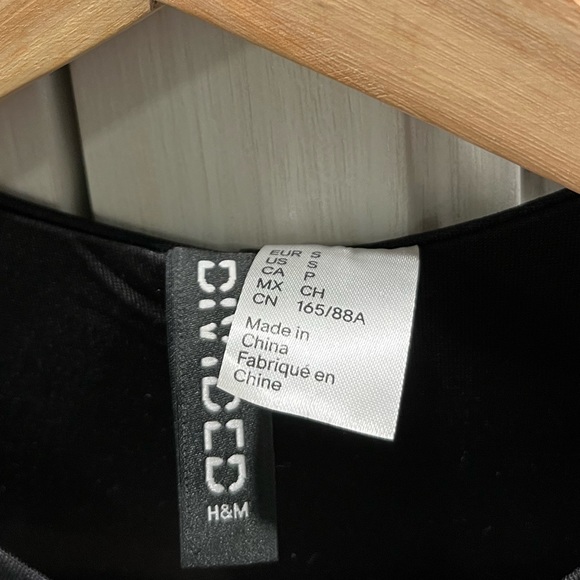 EUR S
US S
CA P
MX CH
CN 165/88A
Made in
China
Fabriqué en
Chine
DIVIDED
H&M